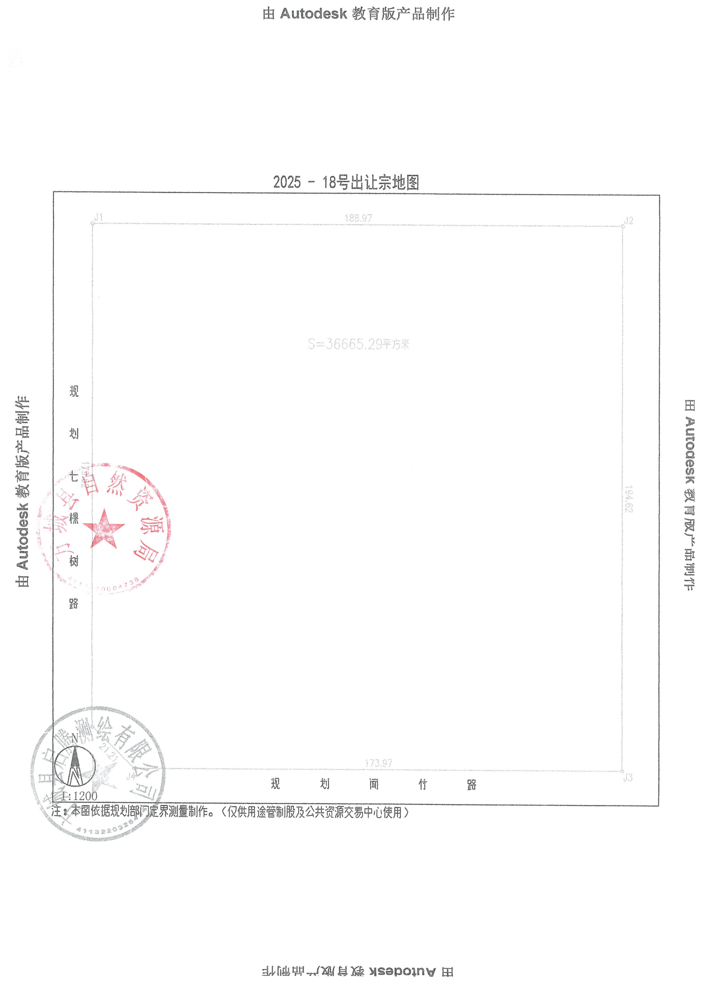 由 Autodesk 教育版产品制作
2025 - 18号出让宗地图
J1
188.97
J2
S=36665.29平方米
规划七棵树路
194.62
方城县自然资源局
由 Autodesk 教育版产品制作
由 Autodesk 教育版产品制作
测绘有限公司
N
21.21
J4
173.97
J3
规划闻竹路
1:1200
注：本图依据规划部门定界测量制作。（仅供用途管制股及公共资源交易中心使用）
由 Autodesk 教育版产品制作